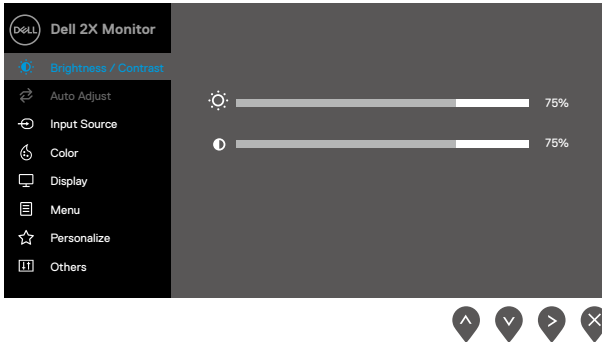 DELL Dell 2X Monitor
Brightness / Contrast
Auto Adjust
75%
Input Source
Color
75%
Display
Menu
Personalize
Others